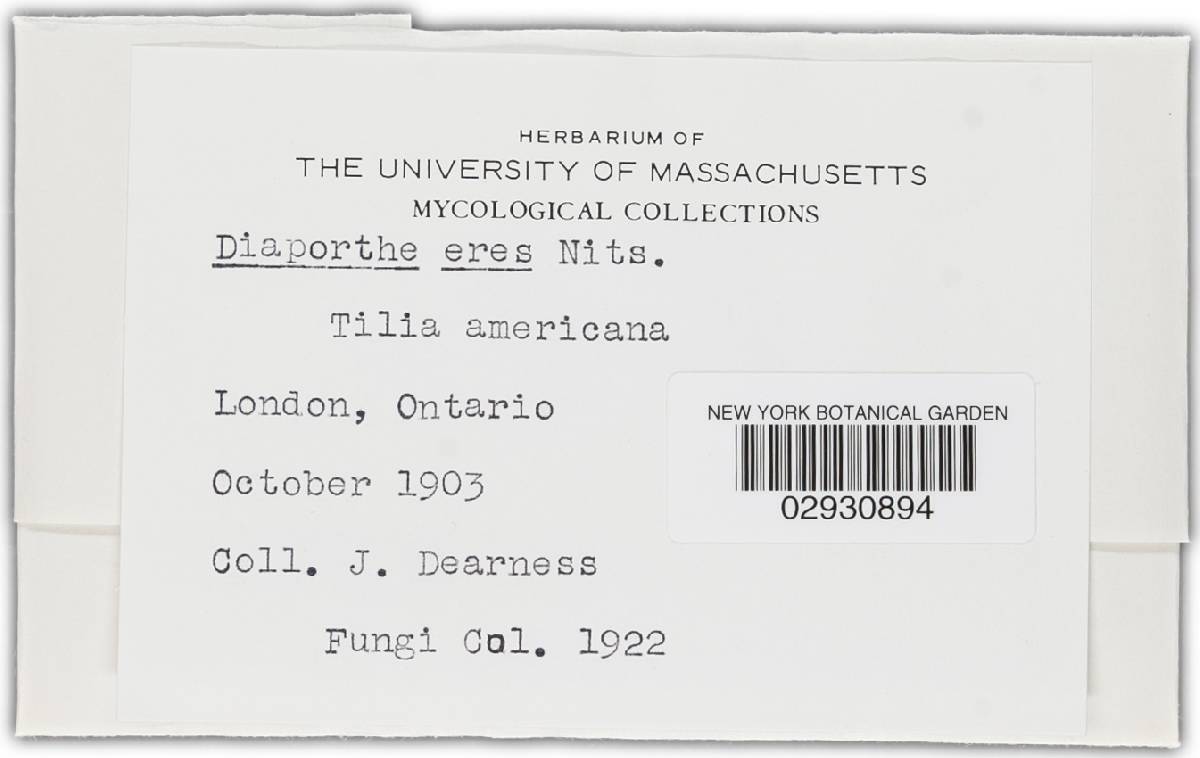 HERBARIUM OF
THE UNIVERSITY OF MASSACHUSETTS
MYCOLOGICAL COLLECTIONS
Diaporthe eres Nits.
Tilia americana
London, Ontario
October 1903
Coll. J. Dearness
Fungi Col. 1922
NEW YORK BOTANICAL GARDEN
02930894